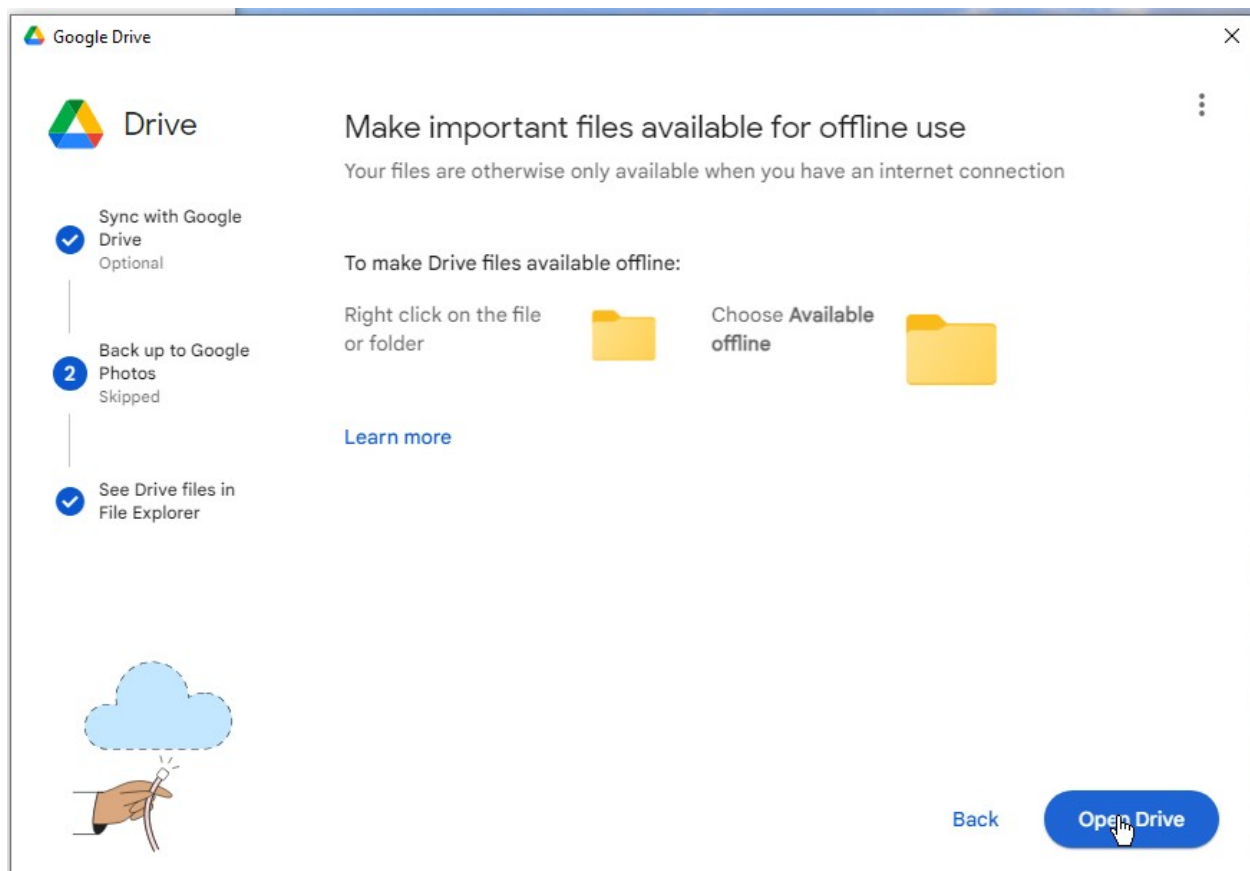 Google Drive
Drive
Make important files available for offline use
Your files are otherwise only available when you have an internet connection
Sync with Google
Drive
Optional
Back up to Google
Photos
Skipped
2
See Drive files in
File Explorer
To make Drive files available offline:
Right click on the file
or folder
Choose Available
offline
Learn more
Back
Open Drive